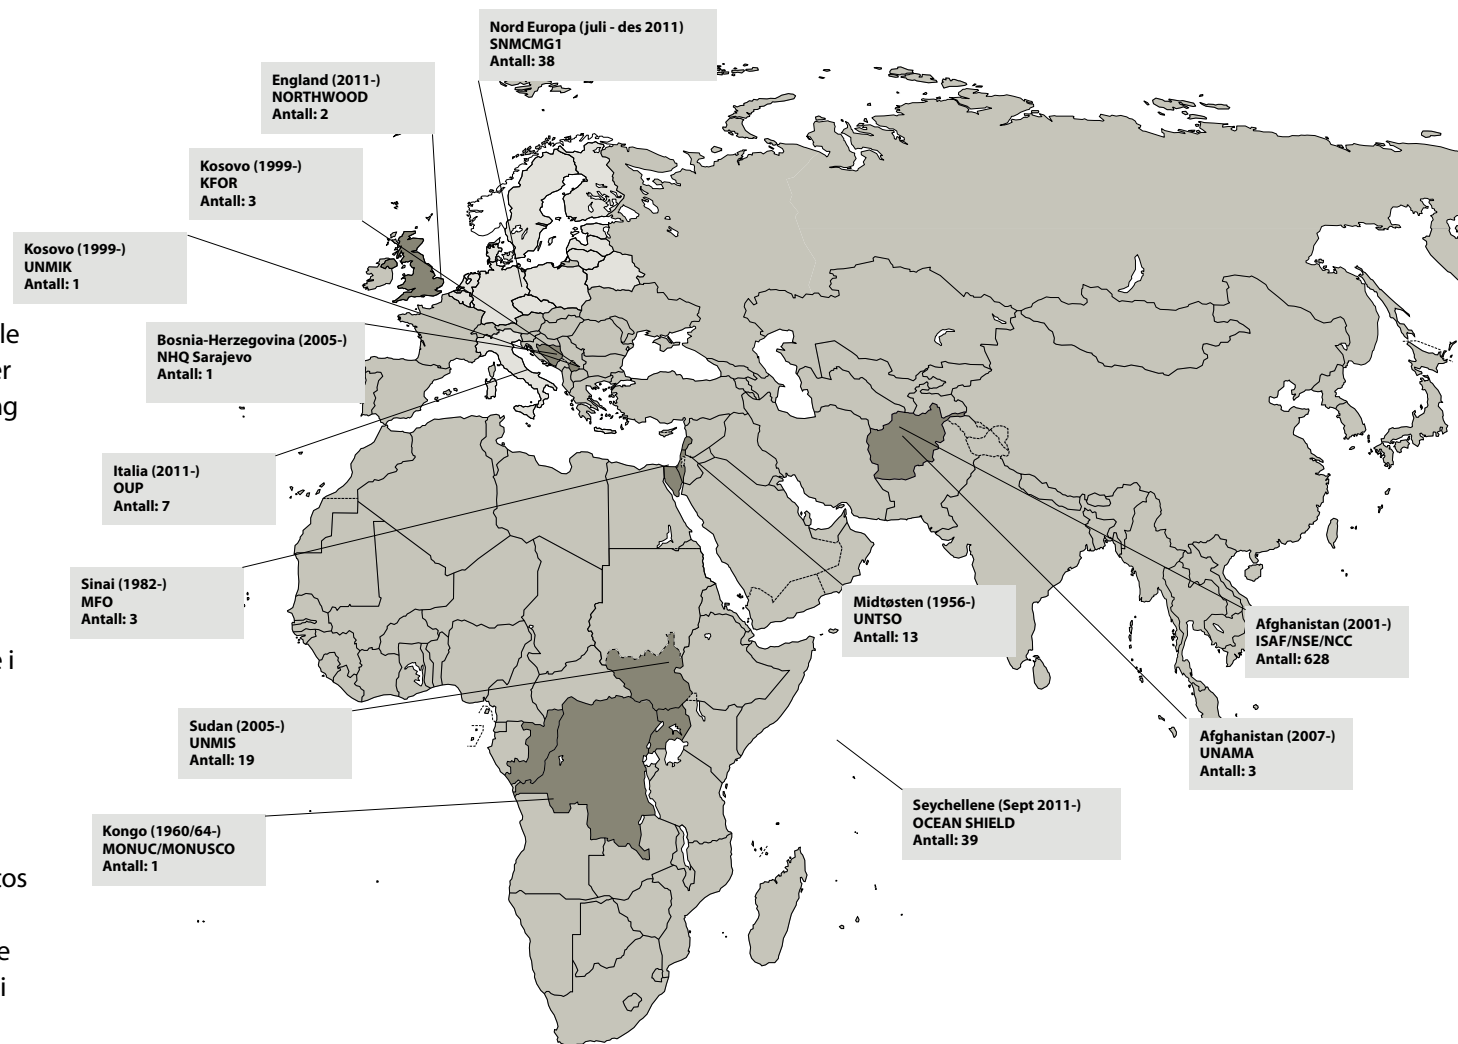 Nord Europa (juli - des 2011)
SNMCMG1
Antall: 38
England (2011-)
NORTHWOOD
Antall: 2
Kosovo (1999-)
KFOR
Antall: 3
Kosovo (1999-)
UNMIK
Antall: 1
Bosnia-Herzegovina (2005-)
NHQ Sarajevo
Antall: 1
Italia (2011-)
OUP
Antall: 7
Sinai (1982-)
MFO
Antall: 3
Midtøsten (1956-)
UNTSO
Antall: 13
Afghanistan (2001-)
ISAF/NSE/NCC
Antall: 628
Sudan (2005-)
UNMIS
Antall: 19
Afghanistan (2007-)
UNAMA
Antall: 3
Seychellene (Sept 2011-)
OCEAN SHIELD
Antall: 39
Kongo (1960/64-)
MONUC/MONUSCO
Antall: 1
le
er
ng
e i
tos
e
i